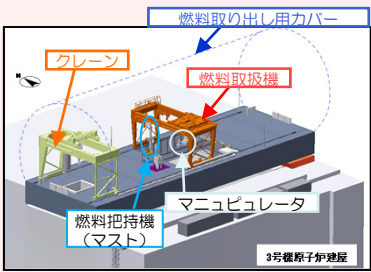 燃料取り出し用カバー
クレーン
燃料取扱機
N
マニュピュレータ
燃料把持機
(マスト)
3号機原子炉建屋